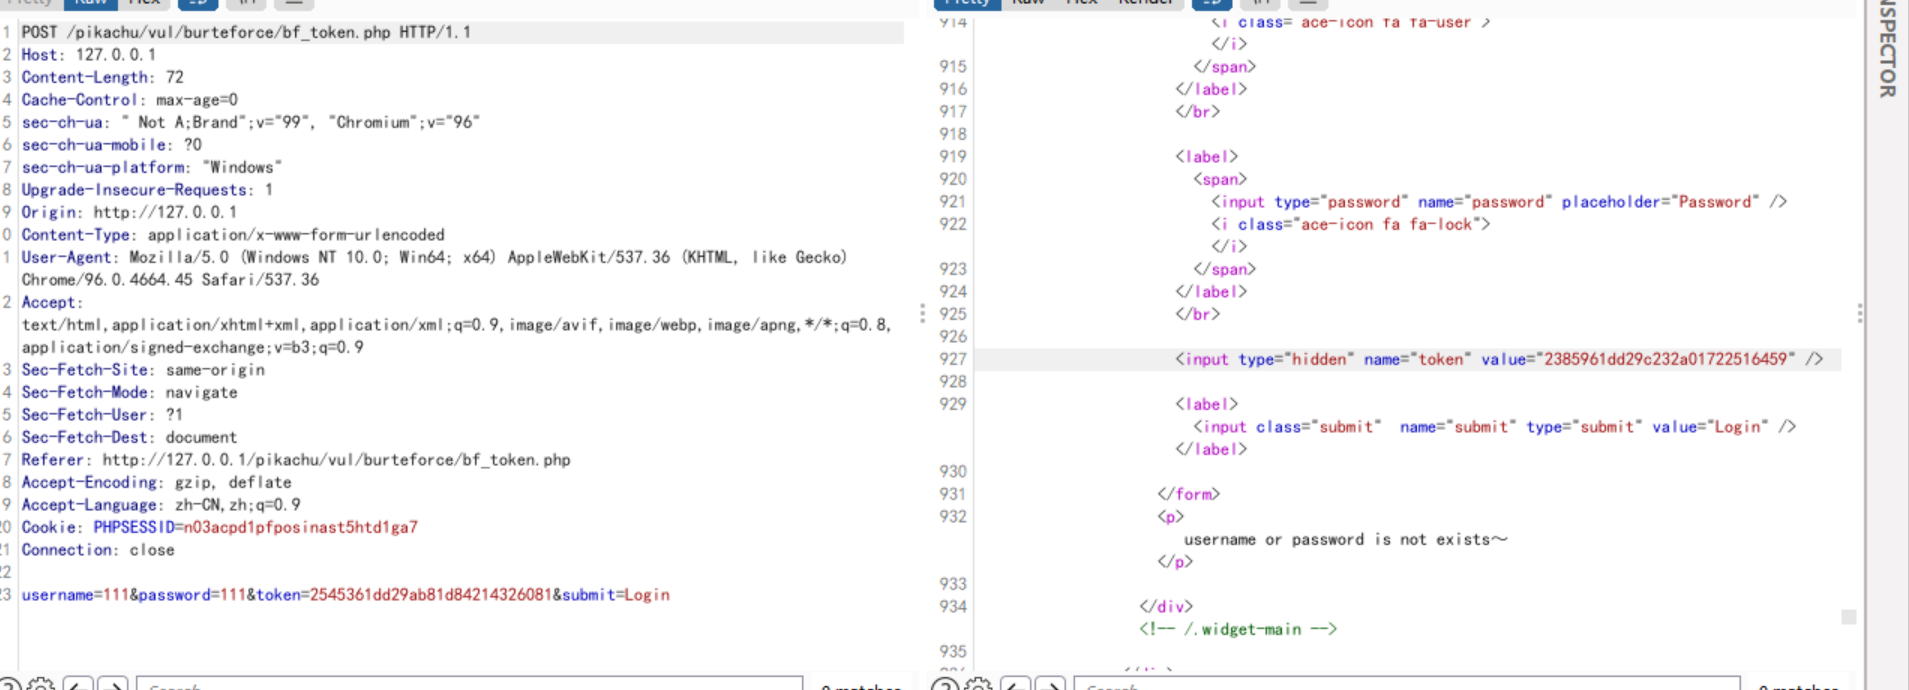 Pretty Raw Hex
1 POST /pikachu/vul/burteforce/bf_token.php HTTP/1.1
2 Host: 127.0.0.1
3 Content-Length: 72
4 Cache-Control: max-age=0
5 sec-ch-ua: " Not A;Brand";v="99", "Chromium";v="96"
6 sec-ch-ua-mobile: ?0
7 sec-ch-ua-platform: "Windows"
8 Upgrade-Insecure-Requests: 1
9 Origin: http://127.0.0.1
0 Content-Type: application/x-www-form-urlencoded
1 User-Agent: Mozilla/5.0 (Windows NT 10.0; Win64; x64) AppleWebKit/537.36 (KHTML, like Gecko)
Chrome/96.0.4664.45 Safari/537.36
2 Accept:
text/html,application/xhtml+xml,application/xml;q=0.9,image/avif,image/webp,image/apng,*/*;q=0.8,
application/signed-exchange;v=b3;q=0.9
3 Sec-Fetch-Site: same-origin
4 Sec-Fetch-Mode: navigate
5 Sec-Fetch-User: ?1
6 Sec-Fetch-Dest: document
7 Referer: http://127.0.0.1/pikachu/vul/burteforce/bf_token.php
8 Accept-Encoding: gzip, deflate
9 Accept-Language: zh-CN,zh;q=0.9
20 Cookie: PHPSESSID=n03acpd1pfposinast5htd1ga7
21 Connection: close
22
23 username=111&password=111&token=2545361dd29ab81d84214326081&submit=Login
Search...
0 matches
Pretty Raw Hex Render
914 <i class="ace-icon fa fa-user">
</i>
915 </span>
916 </label>
917 </br>
918
919 <label>
920 <span>
921 <input type="password" name="password" placeholder="Password" />
922 <i class="ace-icon fa fa-lock">
</i>
923 </span>
924 </label>
925 </br>
926
927 <input type="hidden" name="token" value="2385961dd29c232a01722516459" />
928
929 <label>
<input class="submit"  name="submit" type="submit" value="Login" />
</label>
930
931 </form>
932 <p>
username or password is not exists～
</p>
933
934 </div>
<!-- /.widget-main -->
935
936 </div>
Search...
0 matches
INSPECTOR